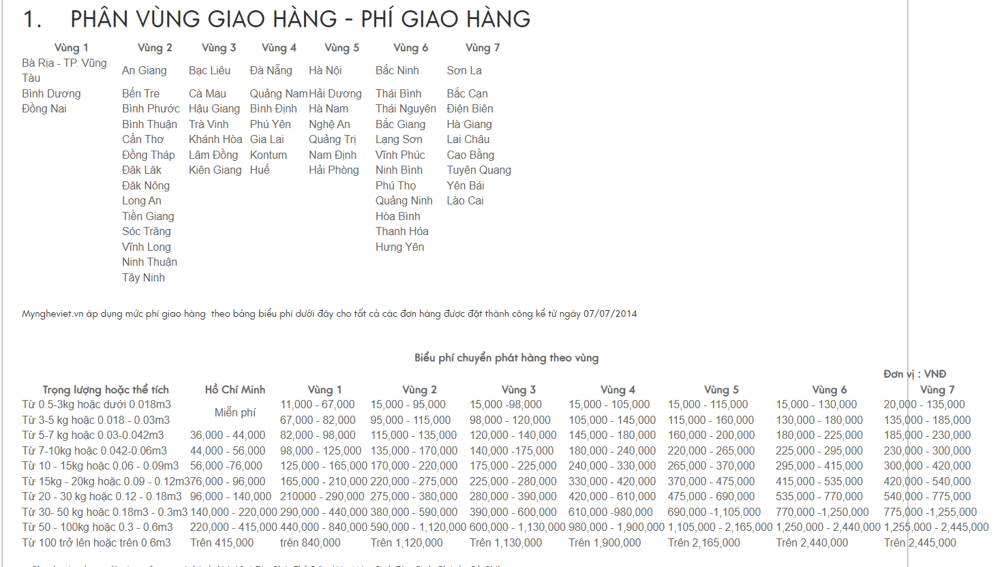 1. PHÂN VÙNG GIAO HÀNG - PHÍ GIAO HÀNG
Vùng 1 Vùng 2 Vùng 3 Vùng 4 Vùng 5 Vùng 6 Vùng 7
Bà Rịa - TP. Vũng Tàu An Giang Bạc Liêu Đà Nẵng Hà Nội Bắc Ninh Sơn La
Bình Dương Bến Tre Cà Mau Quảng Nam Hải Dương Thái Bình Bắc Cạn
Đồng Nai Bình Phước Hậu Giang Bình Định Hà Nam Thái Nguyên Điện Biên
Bình Thuận Trà Vinh Phú Yên Nghệ An Bắc Giang Hà Giang
Cần Thơ Khánh Hòa Gia Lai Quảng Trị Lạng Sơn Lai Châu
Đồng Tháp Lâm Đồng Kontum Nam Định Vĩnh Phúc Cao Bằng
Đăk Lăk Kiên Giang Huế Hải Phòng Ninh Bình Tuyên Quang
Đăk Nông Phú Thọ Yên Bái
Long An Quảng Ninh Lào Cai
Tiền Giang Hòa Bình
Sóc Trăng Thanh Hóa
Vĩnh Long Hưng Yên
Ninh Thuận
Tây Ninh
Myngheviet.vn áp dụng mức phí giao hàng theo bảng biểu phí dưới đây cho tất cả các đơn hàng được đặt thành công kể từ ngày 07/07/2014
Biểu phí chuyển phát hàng theo vùng
Đơn vị : VNĐ
Trọng lượng hoặc thể tích Hồ Chí Minh Vùng 1 Vùng 2 Vùng 3 Vùng 4 Vùng 5 Vùng 6 Vùng 7
Từ 0.5-3kg hoặc dưới 0.018m3 Miễn phí 11,000 - 67,000 15,000 - 95,000 15,000 -98,000 15,000 - 105,000 15,000 - 115,000 15,000 - 130,000 20,000 - 135,000
Từ 3-5 kg hoặc 0.018 - 0.03m3 67,000 - 82,000 95,000 - 115,000 98,000 - 120,000 105,000 - 145,000 115,000 - 160,000 130,000 - 180,000 135,000 - 185,000
Từ 5-7 kg hoặc 0.03-0.042m3 36,000 - 44,000 82,000 - 98,000 115,000 - 135,000 120,000 - 140,000 145,000 - 180,000 160,000 - 200,000 180,000 - 225,000 185,000 - 230,000
Từ 7-10kg hoặc 0.042-0.06m3 44,000 - 56,000 98,000 - 125,000 135,000 - 170,000 140,000 -175,000 180,000 - 240,000 220,000 - 265,000 225,000 - 295,000 230,000 - 300,000
Từ 10 - 15kg hoặc 0.06 - 0.09m3 56,000 -76,000 125,000 - 165,000 170,000 - 220,000 175,000 - 225,000 240,000 - 330,000 265,000 - 370,000 295,000 - 415,000 300,000 - 420,000
Từ 15kg - 20kg hoặc 0.09 - 0.12m3 76,000 - 96,000 165,000 - 210,000 220,000 - 275,000 225,000 - 280,000 330,000 - 420,000 370,000 - 475,000 415,000 - 535,000 420,000 - 540,000
Từ 20 - 30 kg hoặc 0.12 - 0.18m3 96,000 - 140,000 210000 - 290,000 275,000 - 380,000 280,000 - 390,000 420,000 - 610,000 475,000 - 690,000 535,000 - 770,000 540,000 - 775,000
Từ 30- 50 kg hoặc 0.18m3 - 0.3m3 140,000 - 220,000 290,000 - 440,000 380,000 - 590,000 390,000 - 600,000 610,000 -980,000 690,000 -1,105,000 770,000 -1,250,000 775,000 -1,255,000
Từ 50 - 100kg hoặc 0.3 - 0.6m3 220,000 - 415,000 440,000 - 840,000 590,000 - 1,120,000 600,000 - 1,130,000 980,000 - 1,900,000 1,105,000 - 2,165,000 1,250,000 - 2,440,000 1,255,000 - 2,445,000
Từ 100 trở lên hoặc trên 0.6m3 Trên 415,000 trên 840,000 Trên 1,120,000 Trên 1,130,000 Trên 1,900,000 Trên 2,165,000 Trên 2,440,000 Trên 2,445,000